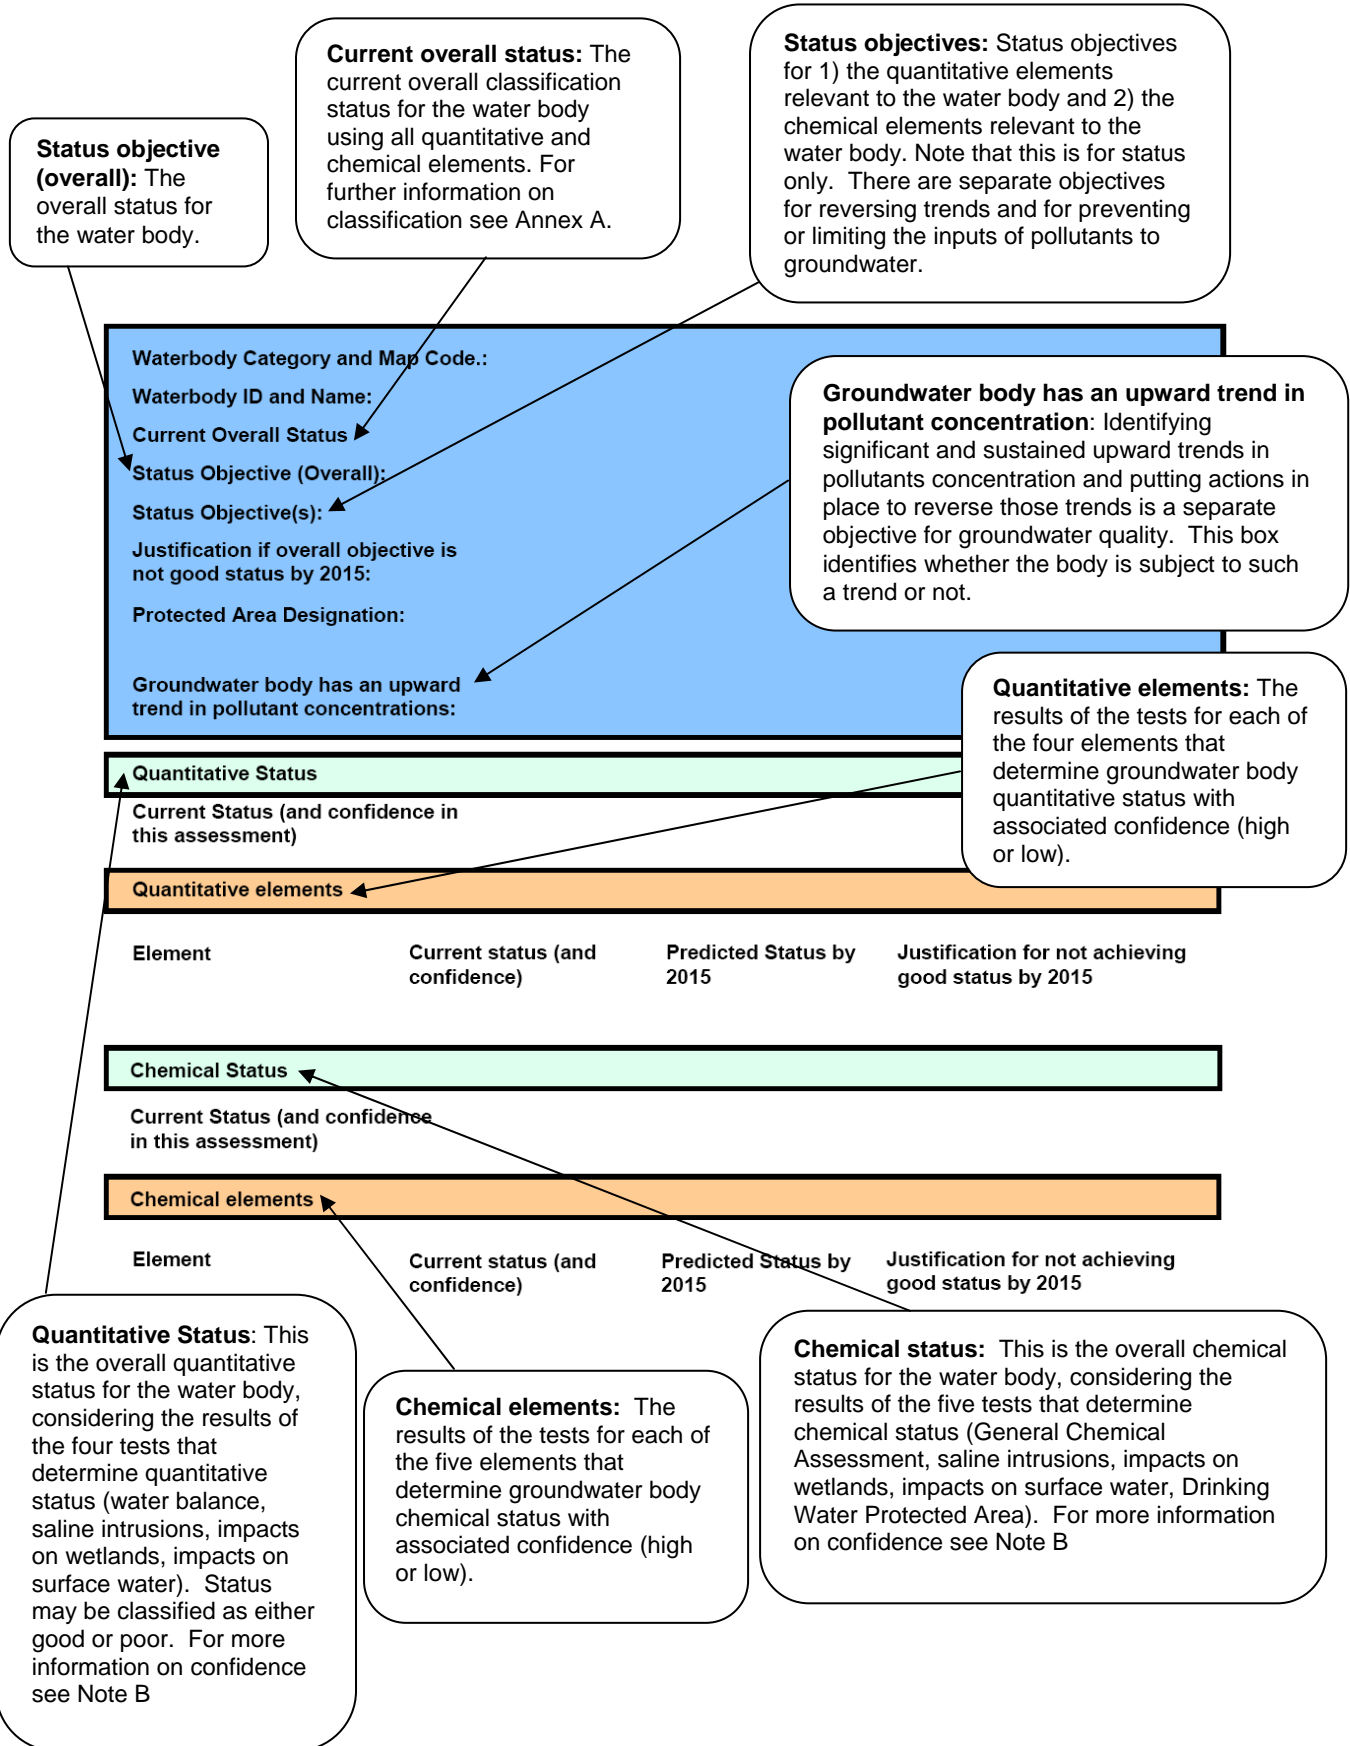 Current overall status: The
current overall classification
status for the water body
using all quantitative and
chemical elements. For
further information on
classification see Annex A.
Status objectives: Status objectives
for 1) the quantitative elements
relevant to the water body and 2) the
chemical elements relevant to the
water body. Note that this is for status
only. There are separate objectives
for reversing trends and for preventing
or limiting the inputs of pollutants to
groundwater.
Status objective
(overall): The
overall status for
the water body.
Waterbody Category and Map Code.:
Waterbody ID and Name:
Current Overall Status
Status Objective (Overall):
Status Objective(s):
Justification if overall objective is
not good status by 2015:
Protected Area Designation:
Groundwater body has an upward
trend in pollutant concentrations:
Groundwater body has an upward trend in
pollutant concentration: Identifying
significant and sustained upward trends in
pollutants concentration and putting actions in
place to reverse those trends is a separate
objective for groundwater quality. This box
identifies whether the body is subject to such
a trend or not.
Quantitative elements: The
results of the tests for each of
the four elements that
determine groundwater body
quantitative status with
associated confidence (high
or low).
Quantitative Status
Current Status (and confidence in
this assessment)
Quantitative elements
Element
Current status (and
confidence)
Predicted Status by
2015
Justification for not achieving
good status by 2015
Chemical Status
Current Status (and confidence
in this assessment)
Chemical elements
Element
Current status (and
confidence)
Predicted Status by
2015
Justification for not achieving
good status by 2015
Quantitative Status: This
is the overall quantitative
status for the water body,
considering the results of
the four tests that
determine quantitative
status (water balance,
saline intrusions, impacts
on wetlands, impacts on
surface water). Status
may be classified as either
good or poor. For more
information on confidence
see Note B
Chemical elements: The
results of the tests for each of
the five elements that
determine groundwater body
chemical status with
associated confidence (high
or low).
Chemical status: This is the overall chemical
status for the water body, considering the
results of the five tests that determine
chemical status (General Chemical
Assessment, saline intrusions, impacts on
wetlands, impacts on surface water, Drinking
Water Protected Area). For more information
on confidence see Note B